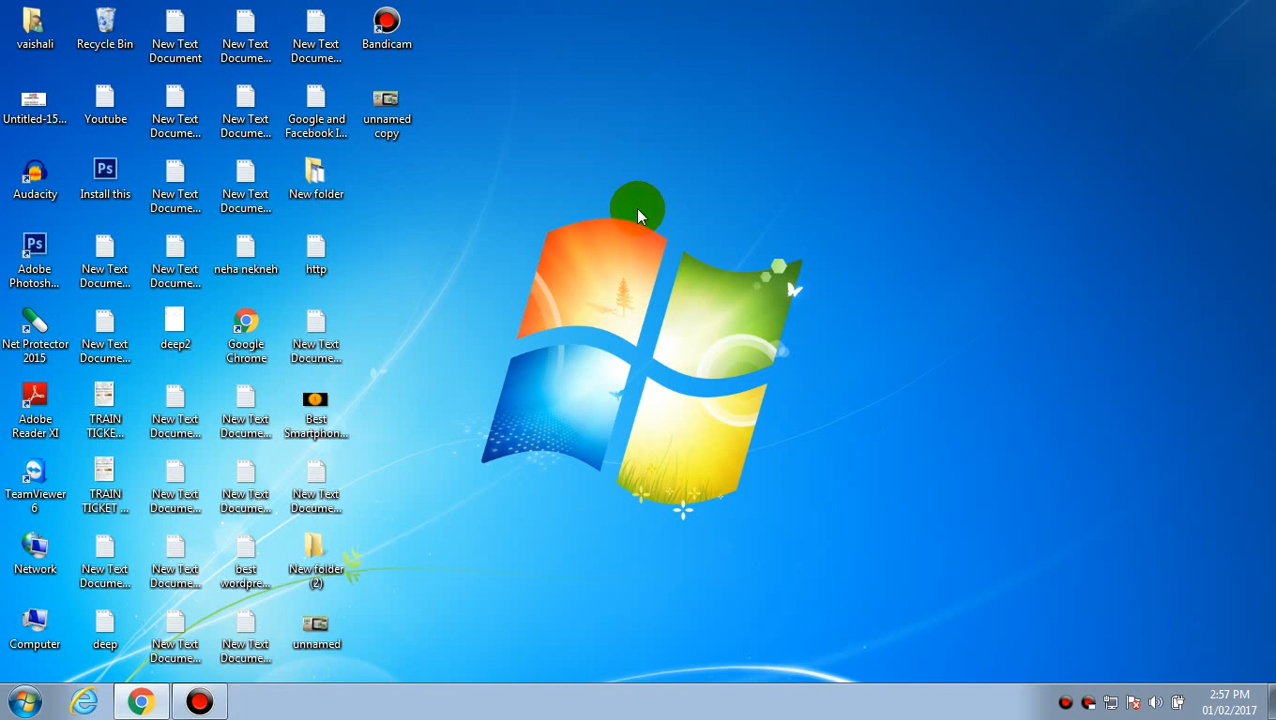 vaishali
Recycle Bin
New Text
Document
New Text
Docume...
New Text
Docume...
Bandicam
Untitled-15...
Youtube
New Text
Docume...
New Text
Docume...
Google and
Facebook I...
unnamed
copy
Audacity
Install this
New Text
Docume...
New Text
Docume...
New folder
Adobe
Photosh...
New Text
Docume...
New Text
Docume...
neha nekneh
http
Net Protector
2015
New Text
Docume...
deep2
Google
Chrome
New Text
Docume...
Adobe
Reader XI
TRAIN
TICKE...
New Text
Docume...
New Text
Docume...
Best
Smartphon...
TeamViewer
6
TRAIN
TICKET ...
New Text
Docume...
New Text
Docume...
New Text
Docume...
Network
New Text
Docume...
New Text
Docume...
best
wordpre...
New folder
(2)
Computer
deep
New Text
Docume...
New Text
Docume...
unnamed
2:57 PM
01/02/2017